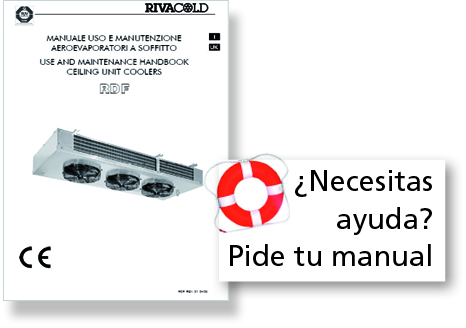 RIVACOLD
MANUALE USO E MANUTENZIONE
AEROEVAPORATORI A SOFFITTO
I
UK
USE AND MAINTENANCE HANDBOOK
CEILING UNIT COOLERS
RDF
CE
¿Necesitas
ayuda?
Pide tu manual